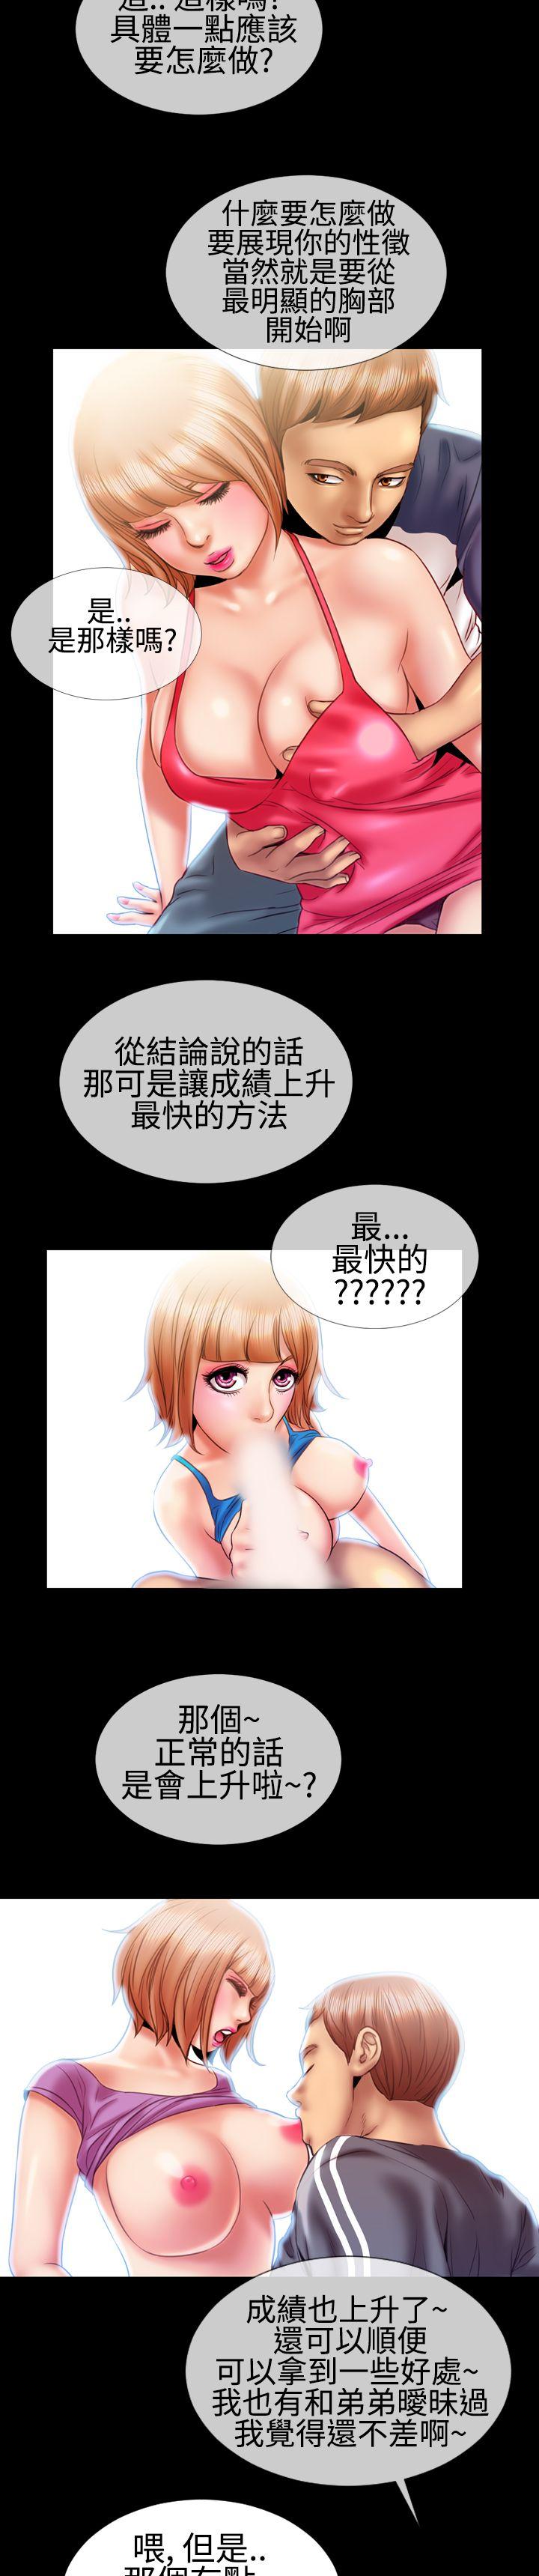 這.. 這樣嗎?
具體一點應該
要怎麼做?
什麼要怎麼做
要展現你的性徵
當然就是要從
最明顯的胸部
開始啊
是..
是那樣嗎?
從結論說的話
那可是讓成績上升
最快的方法
最...
最快的
??????
那個~
正常的話
是會上升啦~?
成績也上升了~
還可以順便
可以拿到一些好處~
我也有和弟弟曖昧過
我覺得還不差啊~
喂, 但是..